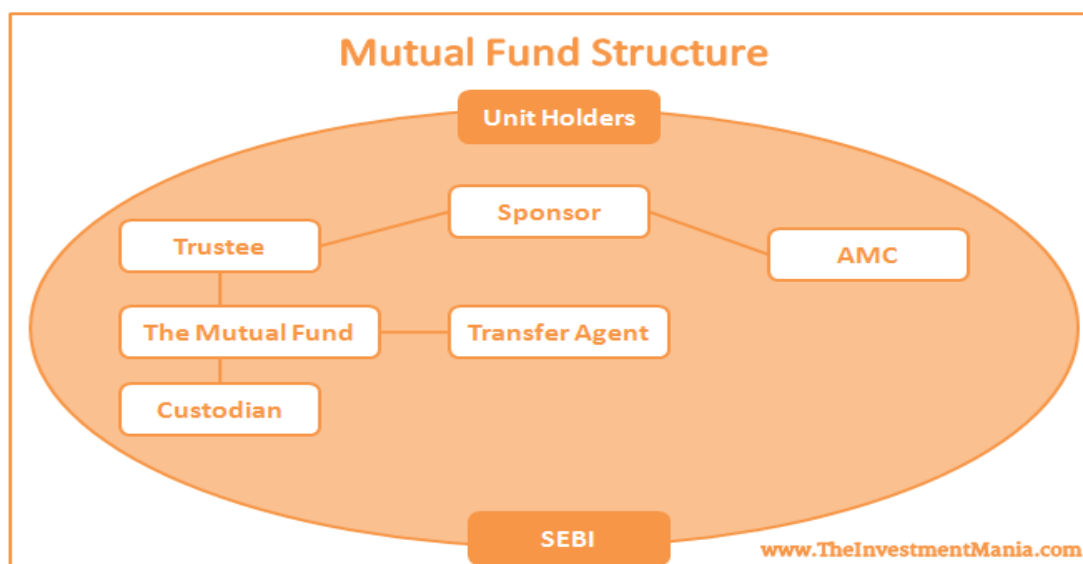 Mutual Fund Structure
Unit Holders
Sponsor
Trustee
AMC
The Mutual Fund
Transfer Agent
Custodian
SEBI
www.TheInvestmentMania.com